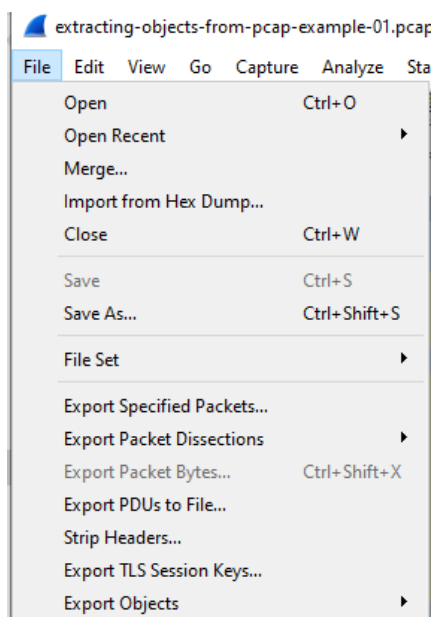 extracting-objects-from-pcap-example-01.pcap
File Edit View Go Capture Analyze Sta
Open Ctrl+O
Open Recent
Merge...
Import from Hex Dump...
Close Ctrl+W
Save Ctrl+S
Save As... Ctrl+Shift+S
File Set
Export Specified Packets...
Export Packet Dissections
Export Packet Bytes... Ctrl+Shift+X
Export PDUs to File...
Strip Headers...
Export TLS Session Keys...
Export Objects